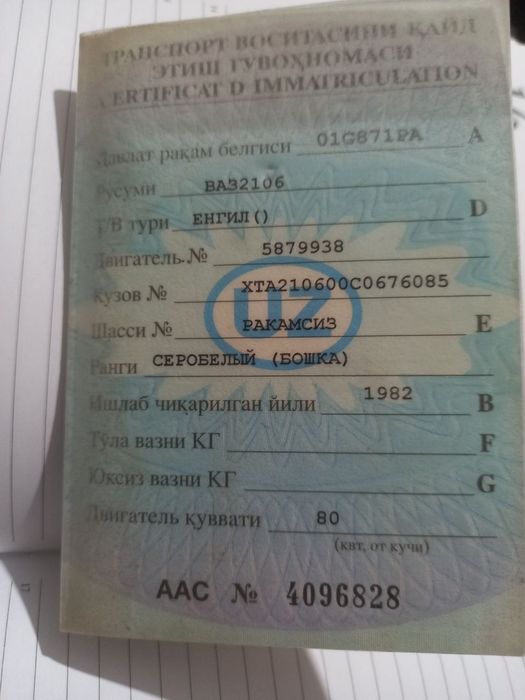 ТРАНСПОРТ ВОСИТАСИНИ ҚАЙД
ЭТИШ ГУВОҲНОМАСИ
CERTIFICAT D IMMATRICULATION
Давлат рақам белгиси 01G871PA A
Русуми ВАЗ2106
Т/В тури ЕНГИЛ() D
Двигатель.№ 5879938
Кузов № XTA210600C0676085
UZ
Шасси № РАКАМСИЗ E
Ранги СЕРОБЕЛЫЙ (БОШКА)
Ишлаб чиқарилган йили 1982 B
Тўла вазни КГ F
Юксиз вазни КГ G
Двигатель қуввати 80
(квт, от кучи)
ААС № 4096828